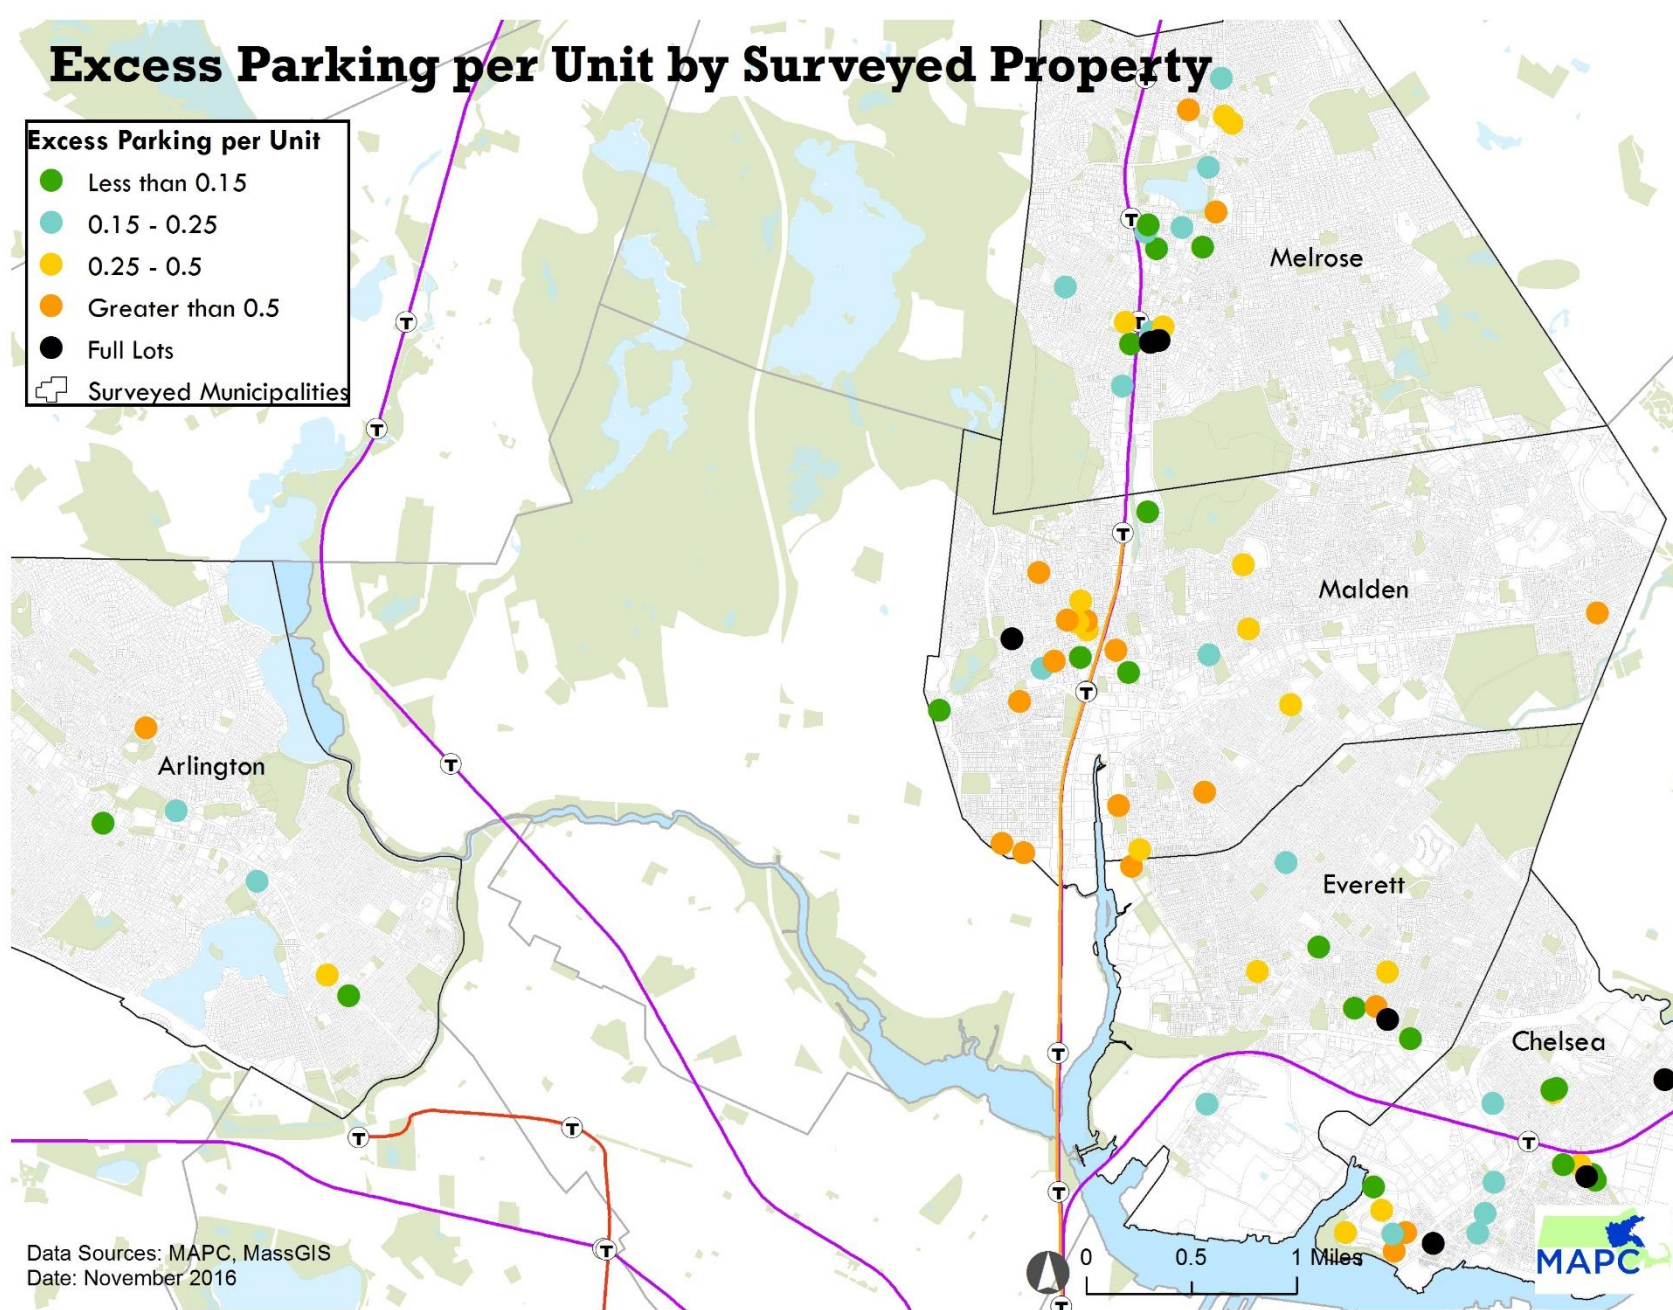 Excess Parking per Unit by Surveyed Property
Excess Parking per Unit
Less than 0.15
0.15 - 0.25
0.25 - 0.5
Greater than 0.5
Full Lots
Surveyed Municipalities
T
T
T
Melrose
T
T
T
Malden
T
Arlington
T
Everett
Chelsea
T
T
T
T
T
T
T
T
0 0.5 1 Miles
MAPC
Data Sources: MAPC, MassGIS
Date: November 2016